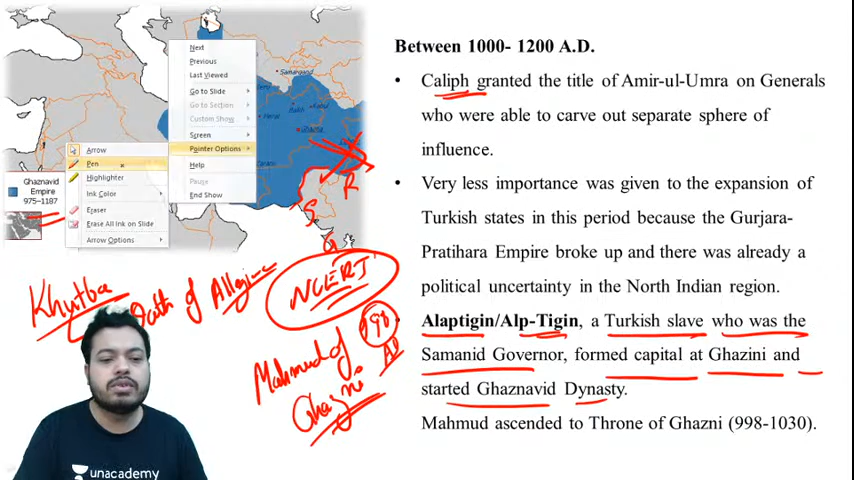 Between 1000- 1200 A.D.
• Caliph granted the title of Amir-ul-Umra on Generals
who were able to carve out separate sphere of
influence.
• Very less importance was given to the expansion of
Turkish states in this period because the Gurjara-
Pratihara Empire broke up and there was already a
political uncertainty in the North Indian region.
• Alaptigin/Alp-Tigin, a Turkish slave who was the
Samanid Governor, formed capital at Ghazini and
started Ghaznavid Dynasty.
Mahmud ascended to Throne of Ghazni (998-1030).
Next
Previous
Last Viewed
Go to Slide
Go to Section
Custom Show
Screen
Pointer Options
Help
Pause
End Show
Arrow
Pen
Highlighter
Ink Color
Eraser
Erase All Ink on Slide
Arrow Options
Samarqand
Balkh
Kabul
Herat
Ghazna
Ghaznavid
Empire
975-1187
R
S
G
NCERT
Khutba
Oath of Allegiance
Mahmud of
Ghazni
998
AD
unacademy